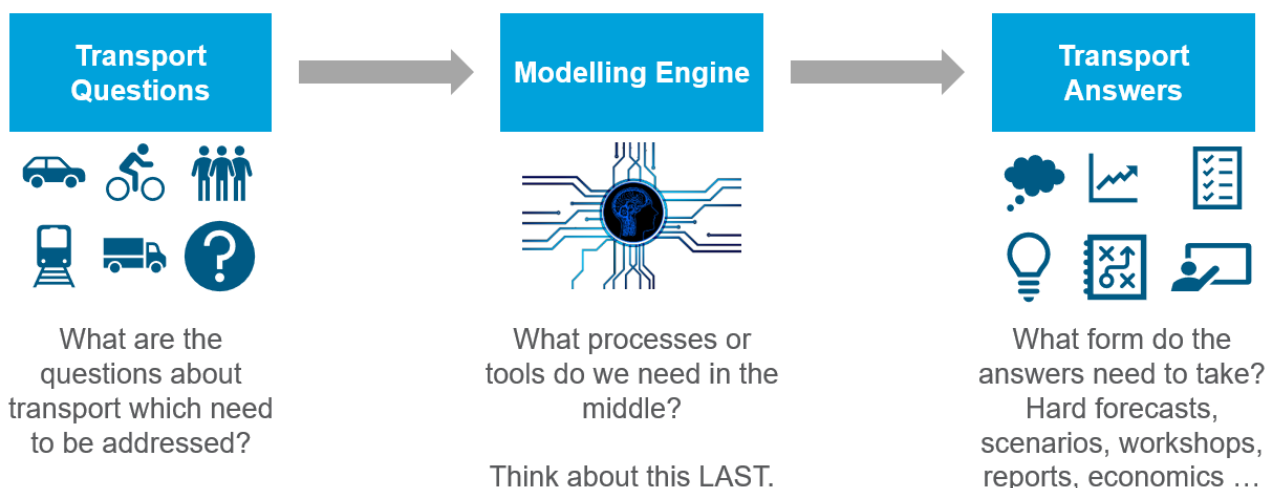 Transport
Questions
Modelling Engine
Transport
Answers
What are the
questions about
transport which need
to be addressed?
What processes or
tools do we need in the
middle?
Think about this LAST.
What form do the
answers need to take?
Hard forecasts,
scenarios, workshops,
reports, economics …